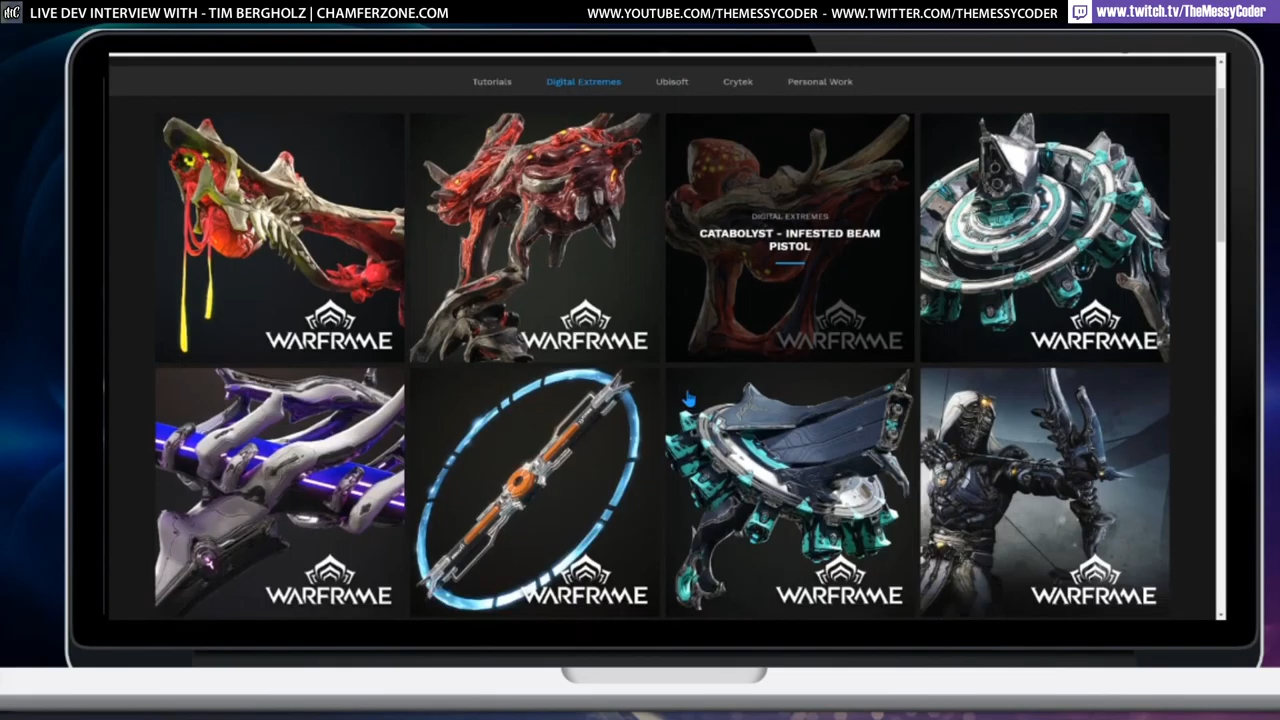 LIVE DEV INTERVIEW WITH - TIM BERGHOLZ | CHAMFERZONE.COM
WWW.YOUTUBE.COM/THEMESSYCODER - WWW.TWITTER.COM/THEMESSYCODER
www.twitch.tv/TheMessyCoder
Tutorials Digital Extremes Ubisoft Crytek Personal Work
DIGITAL EXTREMES
CATABOLYST - INFESTED BEAM
PISTOL
WARFRAME
WARFRAME
WARFRAME
WARFRAME
WARFRAME
WARFRAME
WARFRAME
WARFRAME